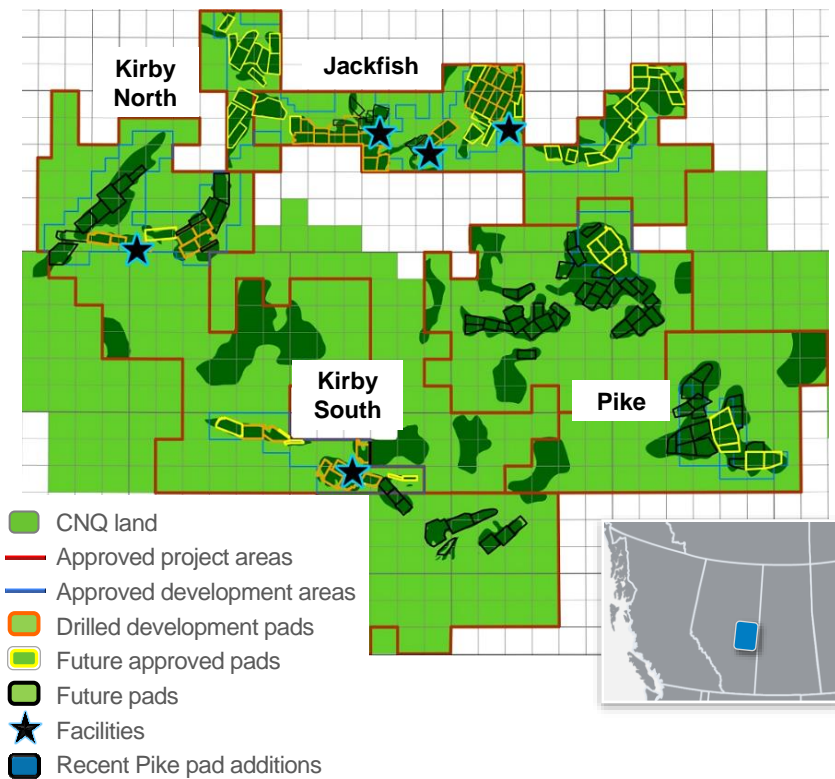 Kirby
North
Jackfish
Kirby
South
Pike
CNQ land
Approved project areas
Approved development areas
Drilled development pads
Future approved pads
Future pads
Facilities
Recent Pike pad additions